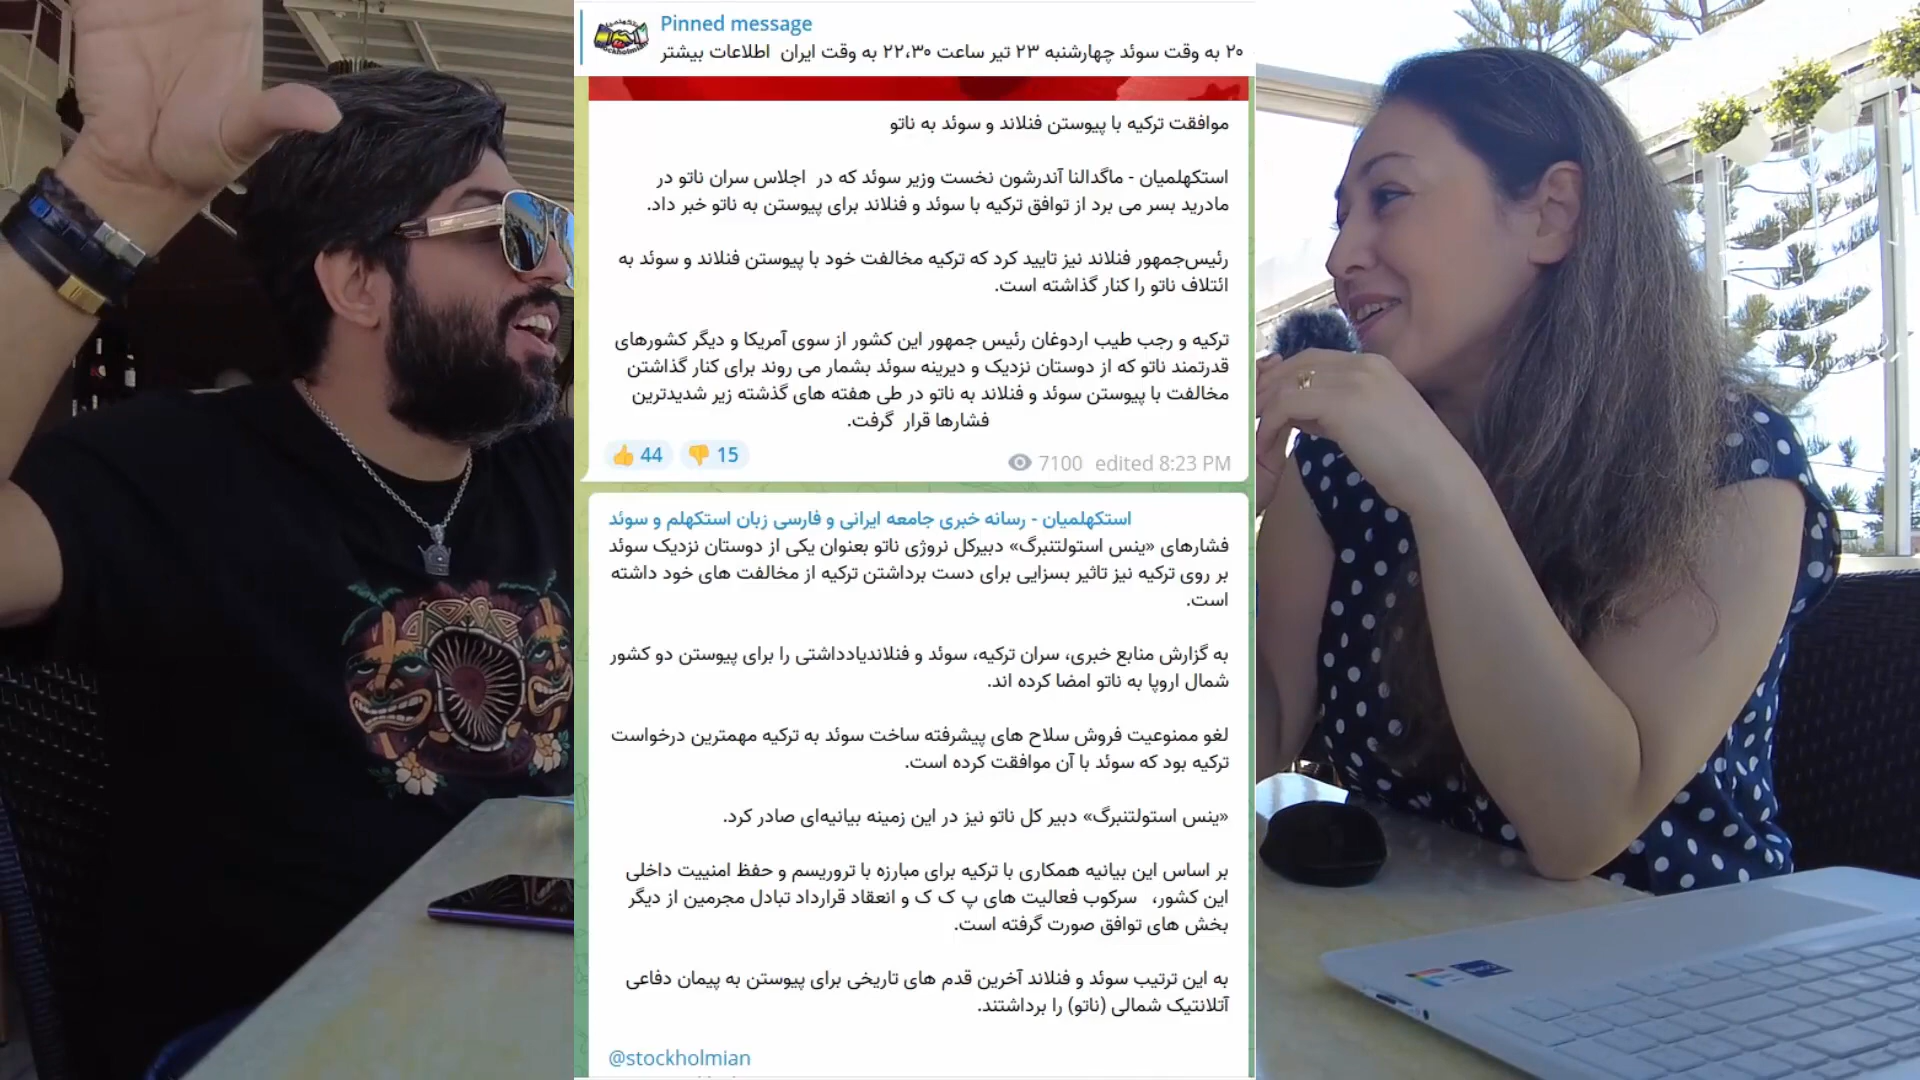 Pinned message
۲۰ به وقت سوئد چهارشنبه ۲۳ تیر ساعت ۲۲،۳۰ به وقت ایران اطلاعات بیشتر
موافقت ترکیه با پیوستن فنلاند و سوئد به ناتو
استکهلمیان - ماگدالنا آندرشون نخست وزیر سوئد که در اجلاس سران ناتو در
مادرید بسر می برد از توافق ترکیه با سوئد و فنلاند برای پیوستن به ناتو خبر داد.
رئیس‌جمهور فنلاند نیز تایید کرد که ترکیه مخالفت خود با پیوستن فنلاند و سوئد به
ائتلاف ناتو را کنار گذاشته است.
ترکیه و رجب طیب اردوغان رئیس جمهور این کشور از سوی آمریکا و دیگر کشورهای
قدرتمند ناتو که از دوستان نزدیک و دیرینه سوئد بشمار می روند برای کنار گذاشتن
مخالفت با پیوستن سوئد و فنلاند به ناتو در طی هفته های گذشته زیر شدیدترین
فشارها قرار گرفت.
44 15 7100 edited 8:23 PM
استکهلمیان - رسانه خبری جامعه ایرانی و فارسی زبان استکهلم و سوئد
فشارهای «ینس استولتنبرگ» دبیرکل نروژی ناتو بعنوان یکی از دوستان نزدیک سوئد
بر روی ترکیه نیز تاثیر بسزایی برای دست برداشتن ترکیه از مخالفت های خود داشته
است.
به گزارش منابع خبری، سران ترکیه، سوئد و فنلاندیادداشتی را برای پیوستن دو کشور
شمال اروپا به ناتو امضا کرده اند.
لغو ممنوعیت فروش سلاح های پیشرفته ساخت سوئد به ترکیه مهمترین درخواست
ترکیه بود که سوئد با آن موافقت کرده است.
«ینس استولتنبرگ» دبیر کل ناتو نیز در این زمینه بیانیه‌ای صادر کرد.
بر اساس این بیانیه همکاری با ترکیه برای مبارزه با تروریسم و حفظ امنییت داخلی
این کشور، سرکوب فعالیت های پ ک ک و انعقاد قرارداد تبادل مجرمین از دیگر
بخش های توافق صورت گرفته است.
به این ترتیب سوئد و فنلاند آخرین قدم های تاریخی برای پیوستن به پیمان دفاعی
آتلانتیک شمالی (ناتو) را برداشتند.
@stockholmian